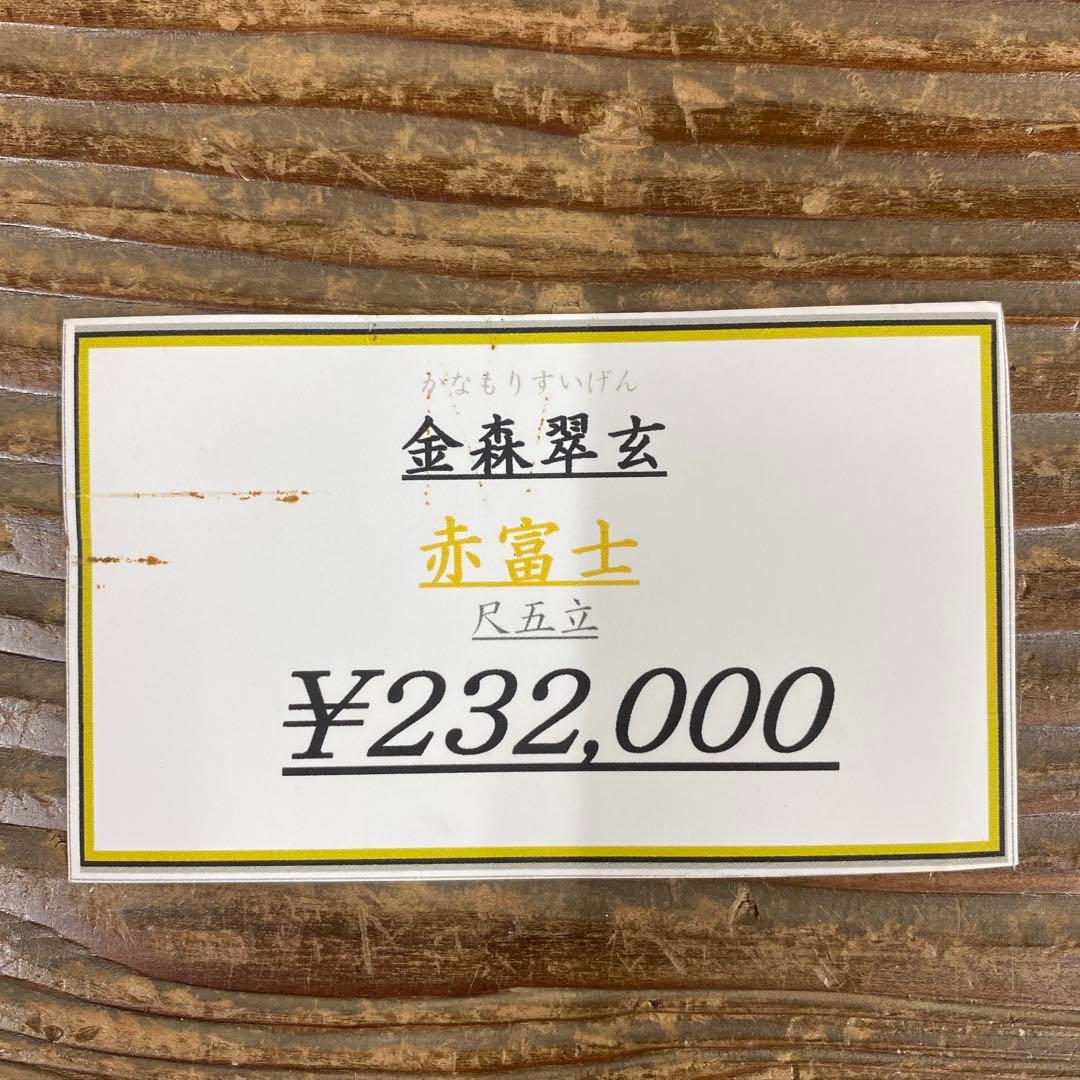 かなもりすいげん
金森翠玄
赤富士
尺五立
¥232,000